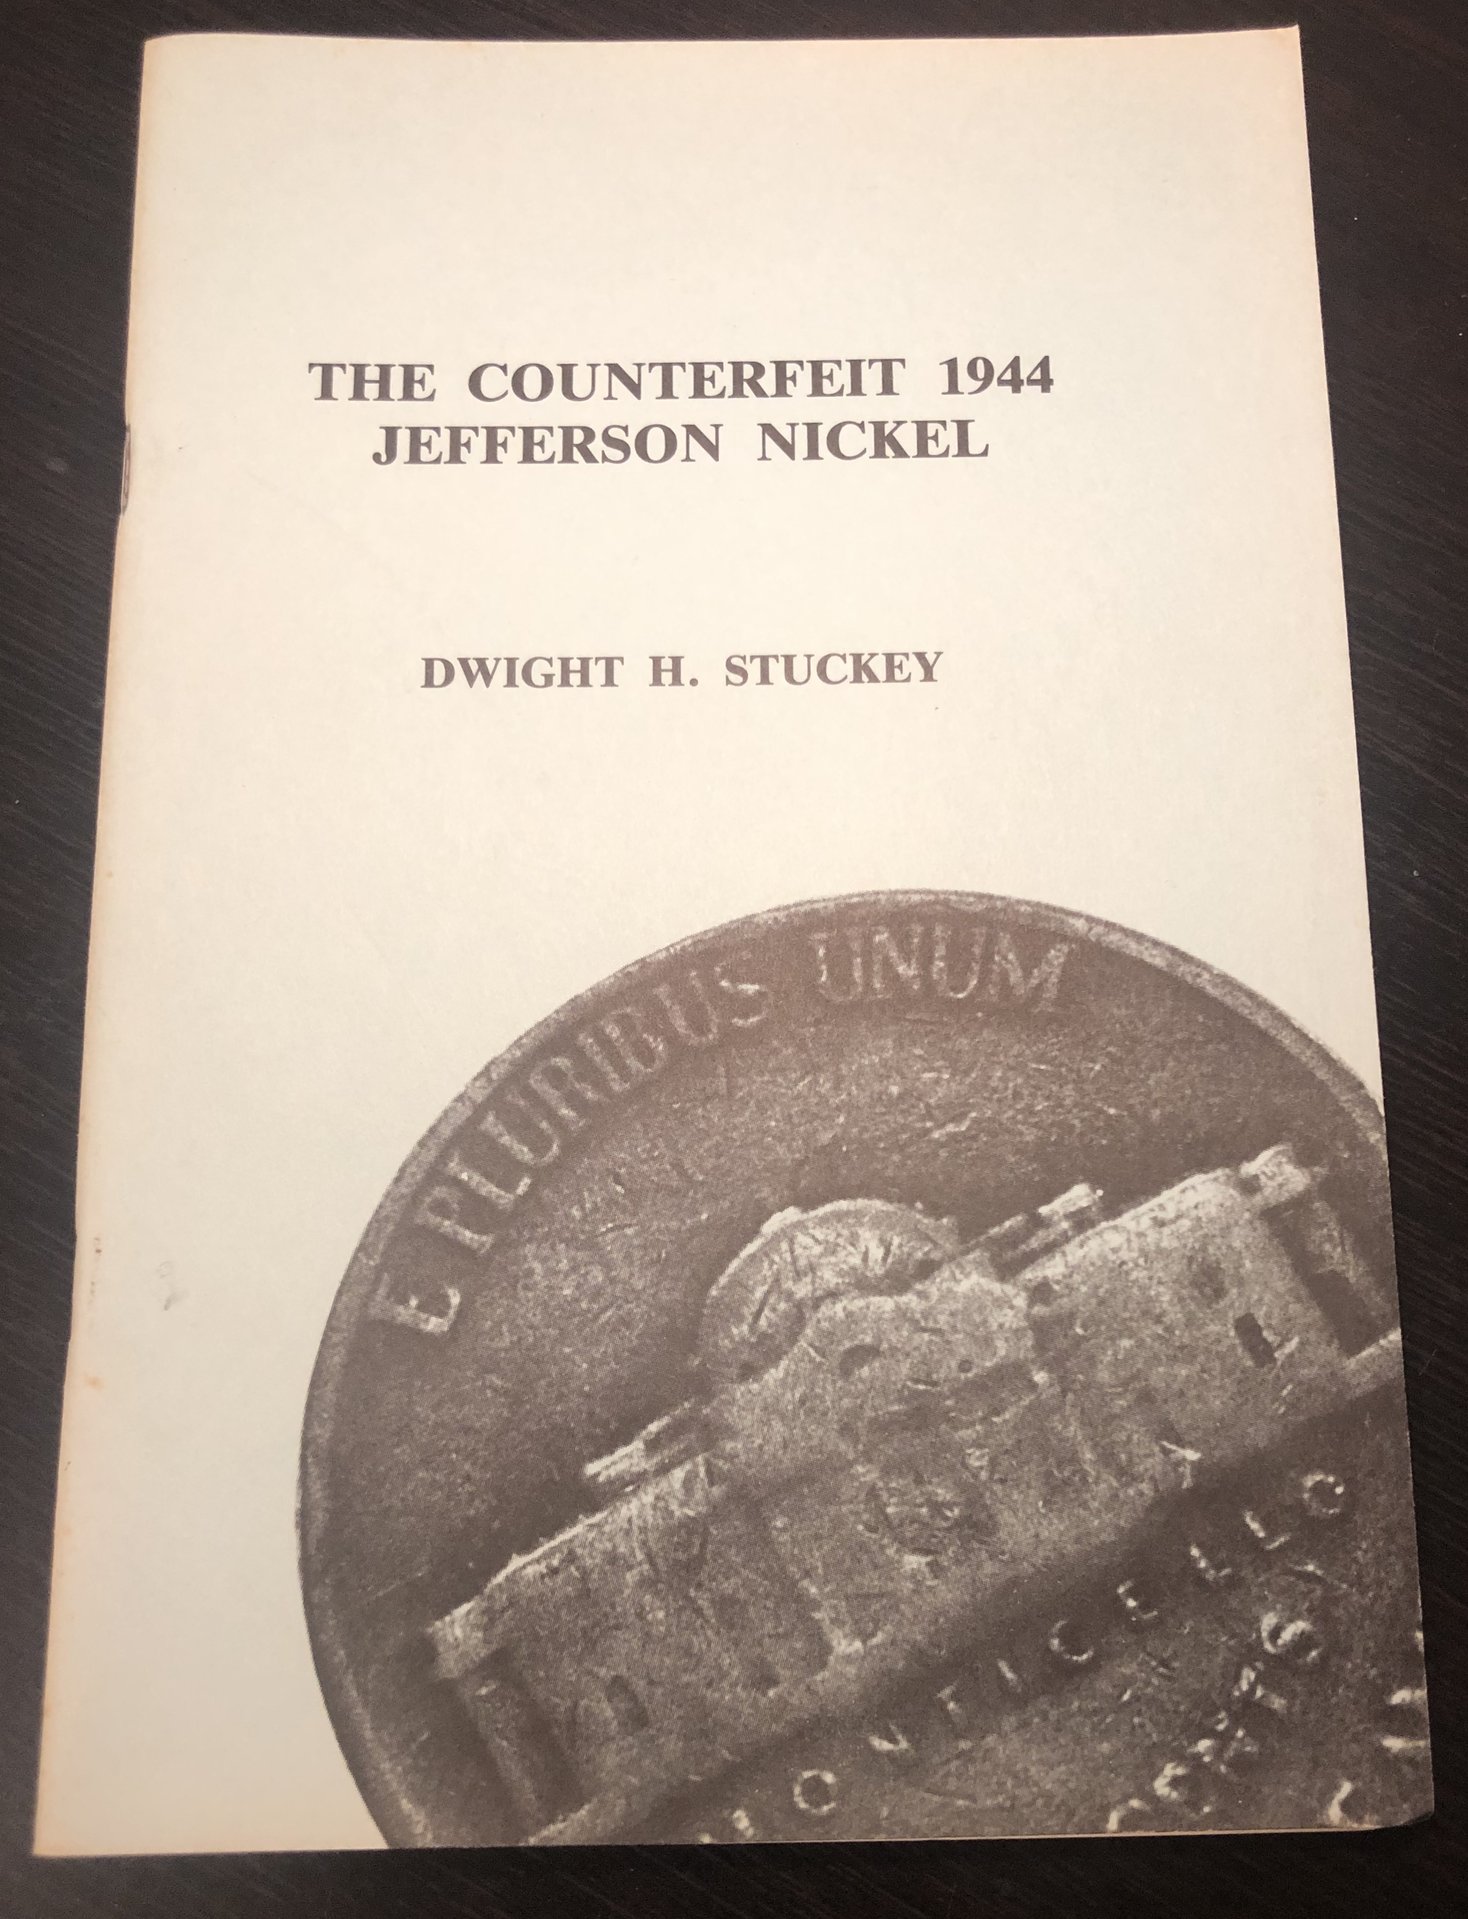 THE COUNTERFEIT 1944
JEFFERSON NICKEL
DWIGHT H. STUCKEY
E PLURIBUS UNUM
MONTICELLO